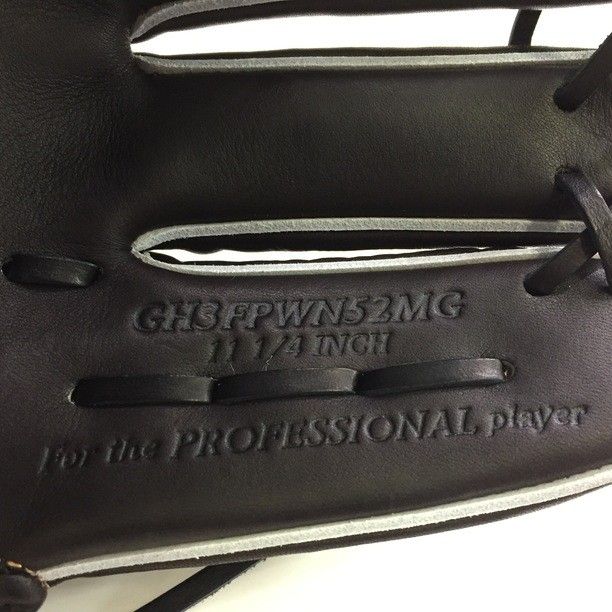 GH3FPWN52MG
11 1/4 INCH
For the PROFESSIONAL player